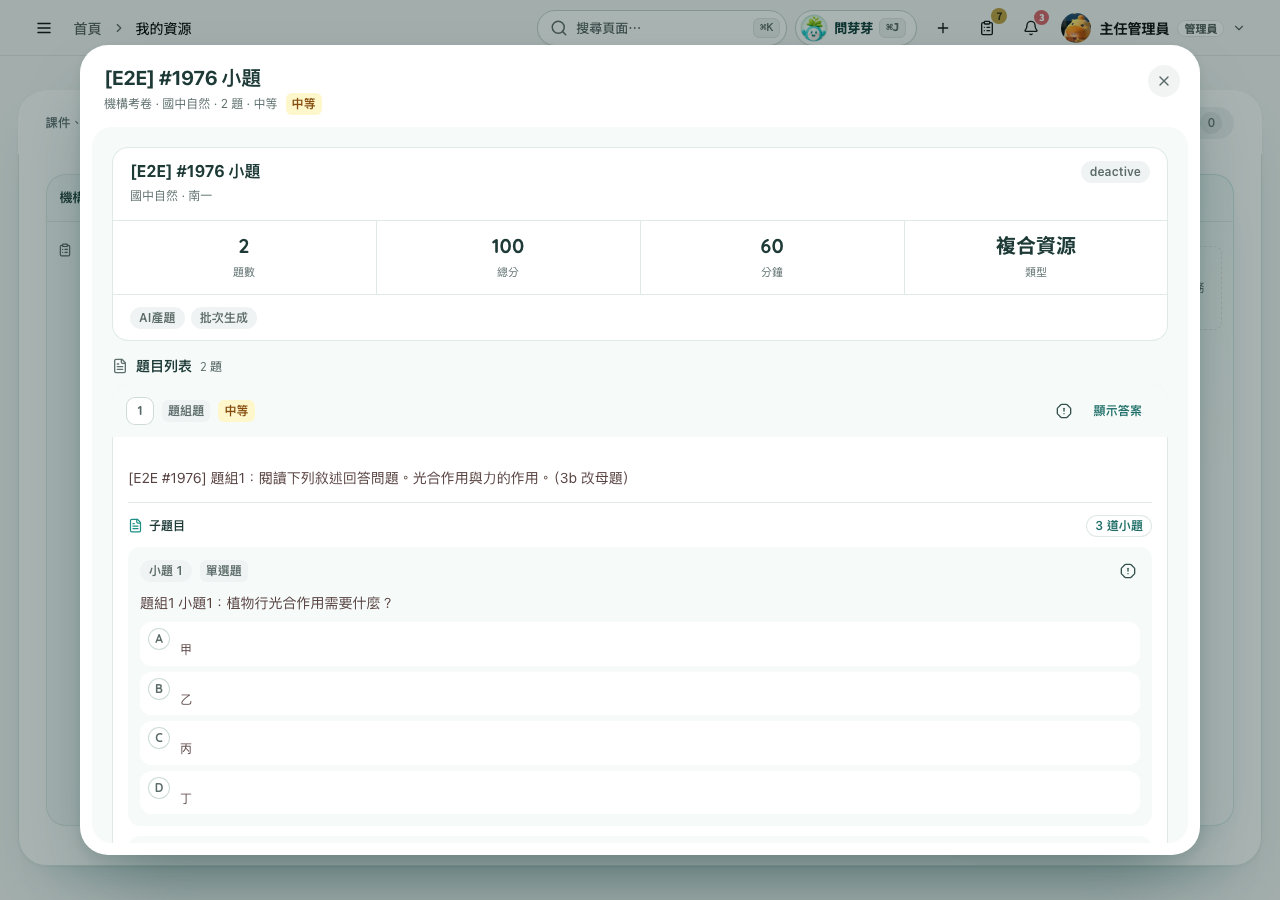 首頁 > 我的資源
搜尋頁面… ⌘K
問芽芽 ⌘J
7
3
主任管理員 管理員
課件、
0
機構
務
[E2E] #1976 小題
機構考卷 · 國中自然 · 2 題 · 中等 中等
[E2E] #1976 小題
deactive
國中自然 · 南一
2
題數
100
總分
60
分鐘
複合資源
類型
AI產題 批次生成
題目列表 2 題
1 題組題 中等
顯示答案
[E2E #1976] 題組1：閱讀下列敘述回答問題。光合作用與力的作用。（3b 改母題）
子題目
3 道小題
小題 1 單選題
題組1 小題1：植物行光合作用需要什麼？
A 甲
B 乙
C 丙
D 丁